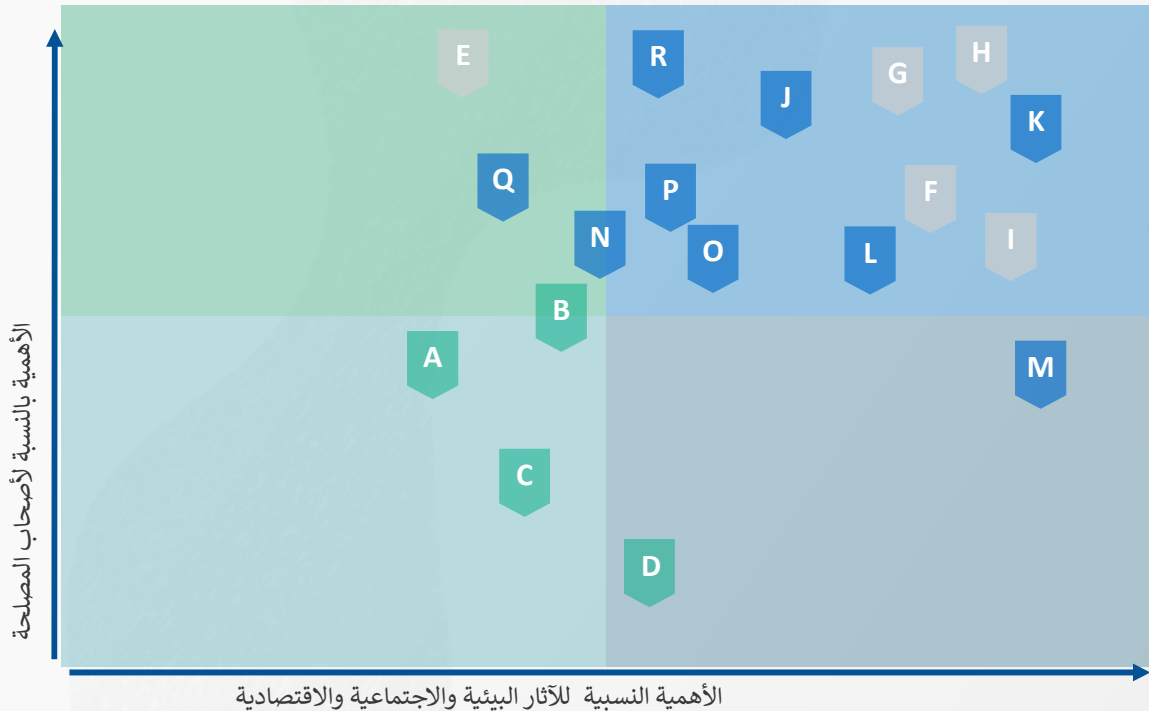 E
R
J
G
H
K
Q
P
F
N
O
L
I
B
A
M
C
D
الأهمية بالنسبة لأصحاب المصلحة
الأهمية النسبية للآثار البيئية والاجتماعية والاقتصادية